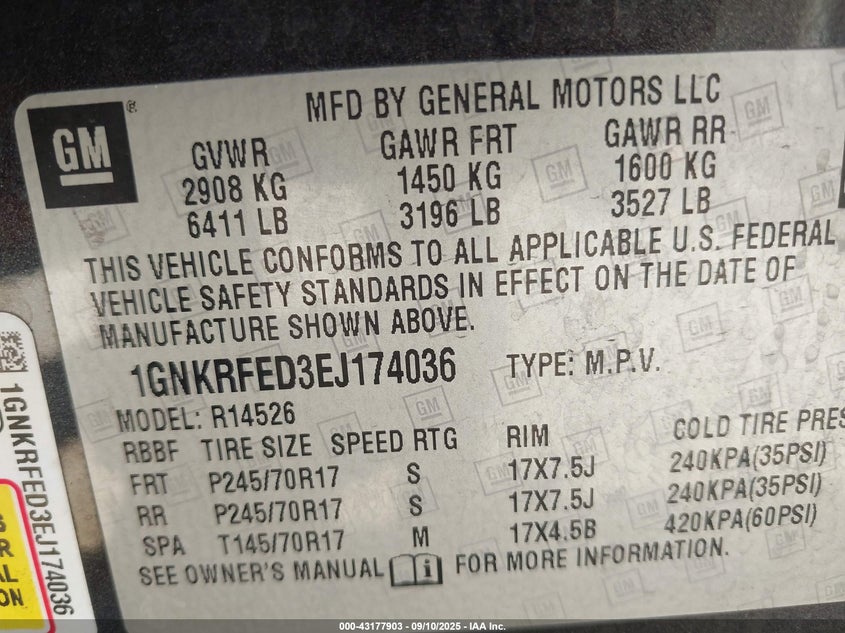 GM ®
MFD BY GENERAL MOTORS LLC
GVWR GAWR FRT GAWR RR
2908 KG 1450 KG 1600 KG
6411 LB 3196 LB 3527 LB
THIS VEHICLE CONFORMS TO ALL APPLICABLE U.S. FEDERAL
VEHICLE SAFETY STANDARDS IN EFFECT ON THE DATE OF
MANUFACTURE SHOWN ABOVE.
1GNKRFED3EJ174036 TYPE: M.P.V.
MODEL: R14526
RBBF TIRE SIZE SPEED RTG RIM COLD TIRE PRES
FRT P245/70R17 S 17X7.5J 240KPA(35PSI)
RR P245/70R17 S 17X7.5J 240KPA(35PSI)
SPA T145/70R17 M 17X4.5B 420KPA(60PSI)
SEE OWNER'S MANUAL i FOR MORE INFORMATION.
1GNKRFED3EJ174036
S
R
AL
ON
000-43177903 - 09/10/2025 - IAA Inc.